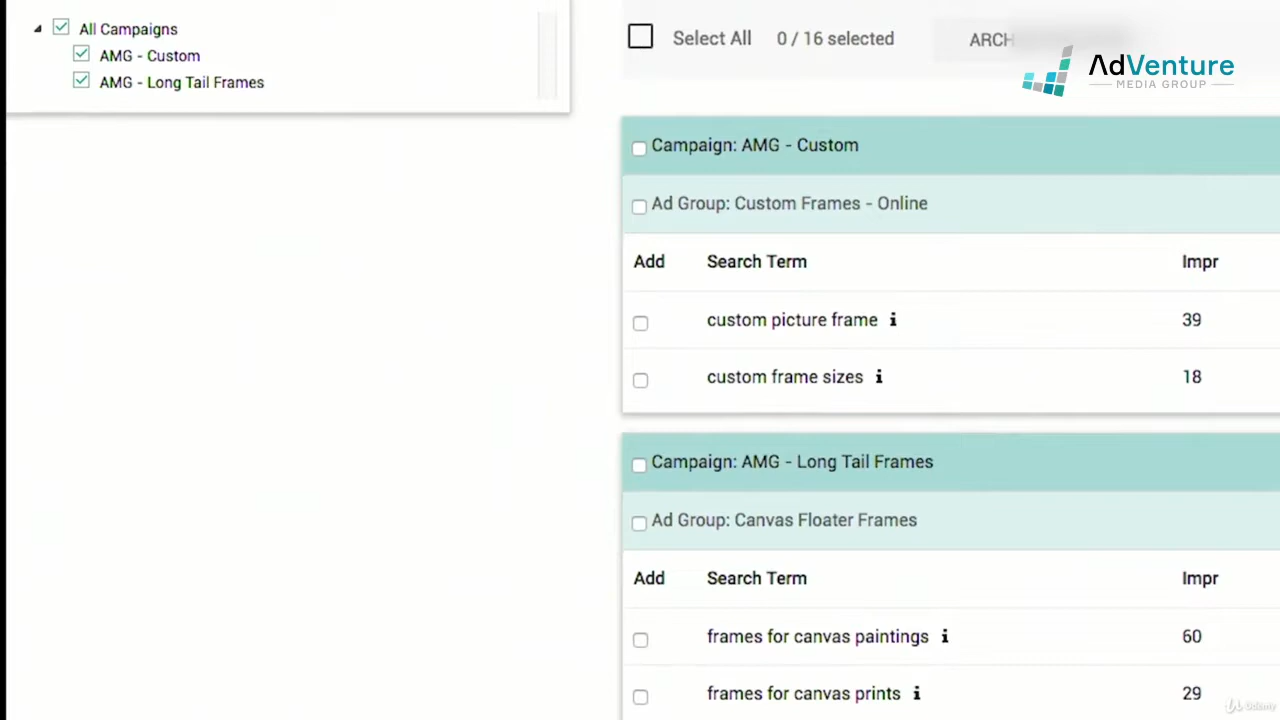 All Campaigns
AMG - Custom
AMG - Long Tail Frames
Select All 0 / 16 selected ARCH
AdVenture
MEDIA GROUP
Campaign: AMG - Custom
Ad Group: Custom Frames - Online
Add Search Term Impr
custom picture frame 39
custom frame sizes 18
Campaign: AMG - Long Tail Frames
Ad Group: Canvas Floater Frames
Add Search Term Impr
frames for canvas paintings 60
frames for canvas prints 29
Udemy